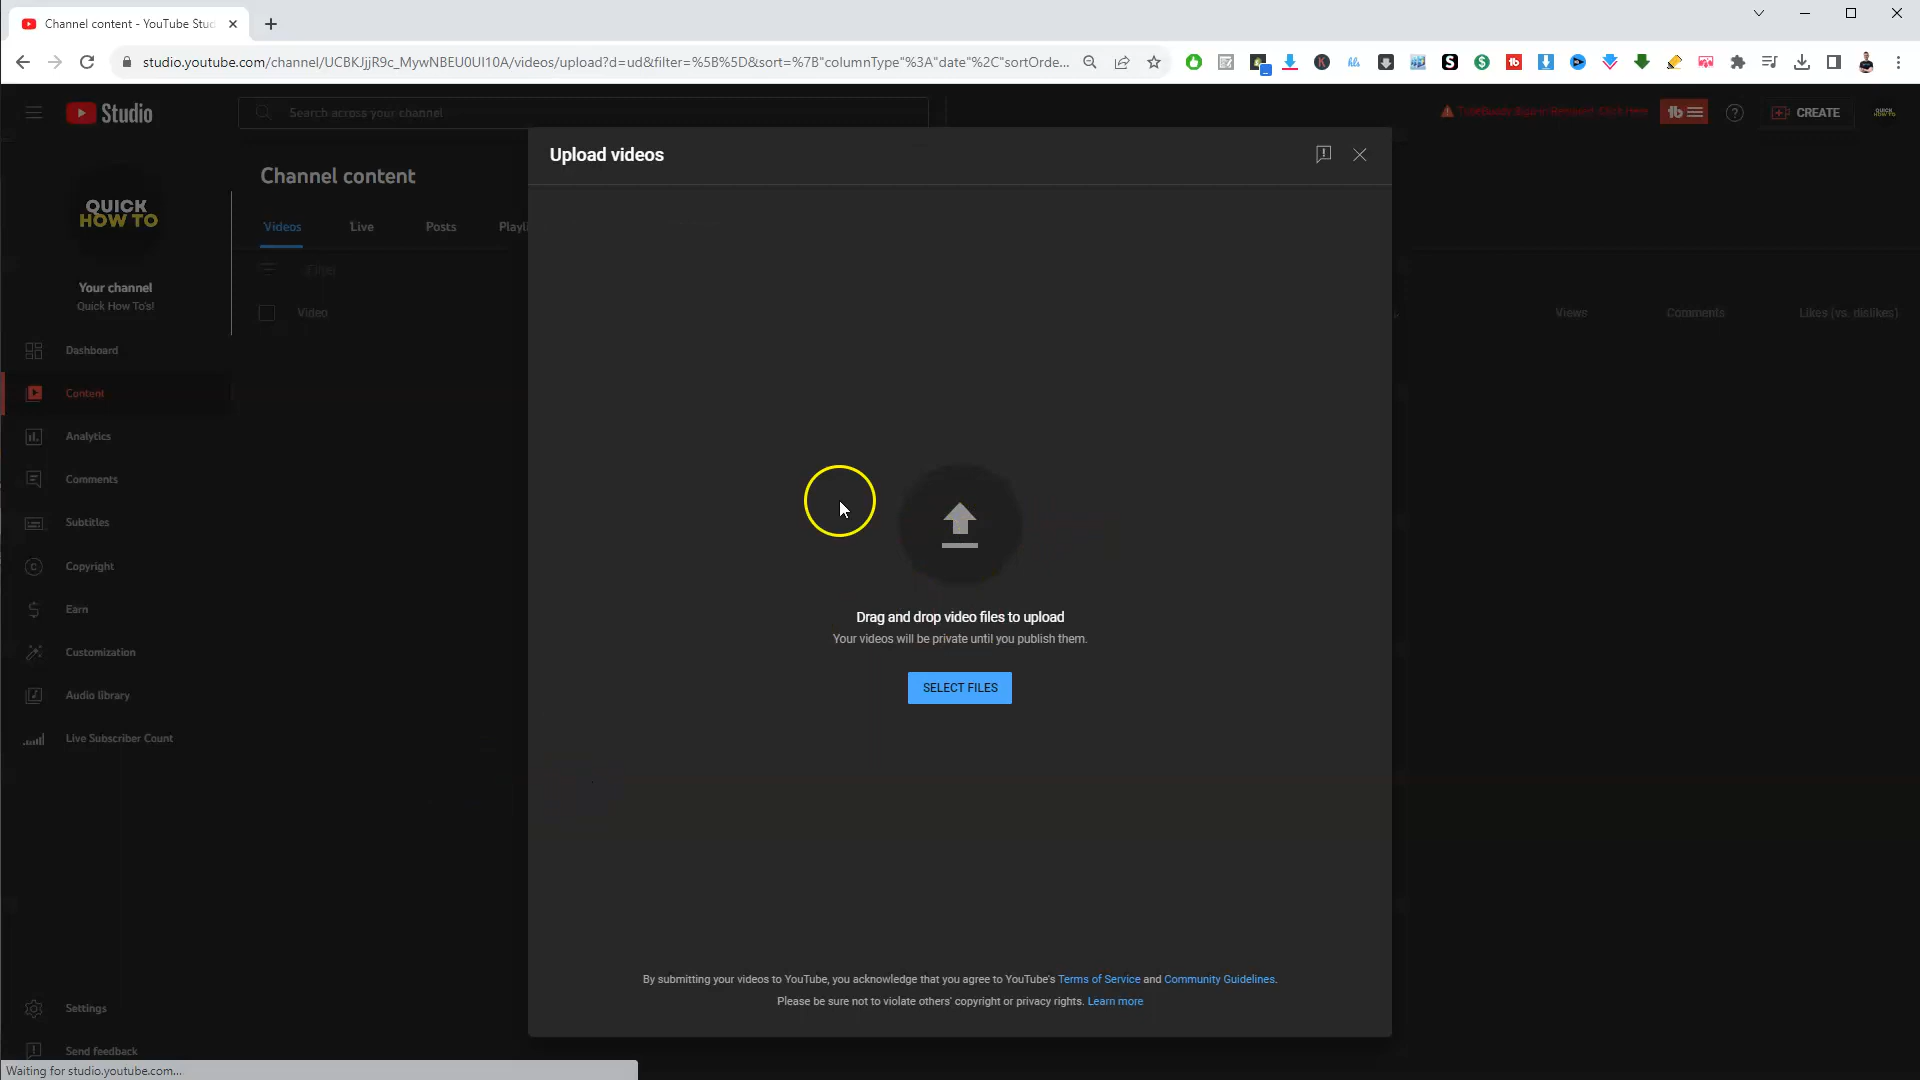 Channel content - YouTube Stud
studio.youtube.com/channel/UCBKJjjR9c_MywNBEU0UI10A/videos/upload?d=ud&filter=%5B%5D&sort=%7B"columnType"%3A"date"%2C"sortOrde...
Studio
Search across your channel
CREATE
QUICK
HOW TO
Upload videos
Channel content
QUICK
HOW TO
Videos
Live
Posts
Playli
Filter
Your channel
Quick How To's!
Video
Views
Comments
Likes (vs. dislikes)
Dashboard
Content
Analytics
Comments
Subtitles
Copyright
Earn
Customization
Audio library
Live Subscriber Count
Drag and drop video files to upload
Your videos will be private until you publish them.
SELECT FILES
By submitting your videos to YouTube, you acknowledge that you agree to YouTube's Terms of Service and Community Guidelines.
Please be sure not to violate others' copyright or privacy rights. Learn more
Settings
Send feedback
Waiting for studio.youtube.com...